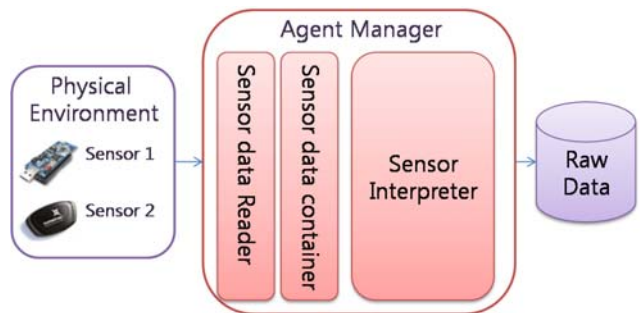 Physical
Environment
Sensor 1
Sensor 2
Agent Manager
Sensor data Reader
Sensor data container
Sensor
Interpreter
Raw
Data